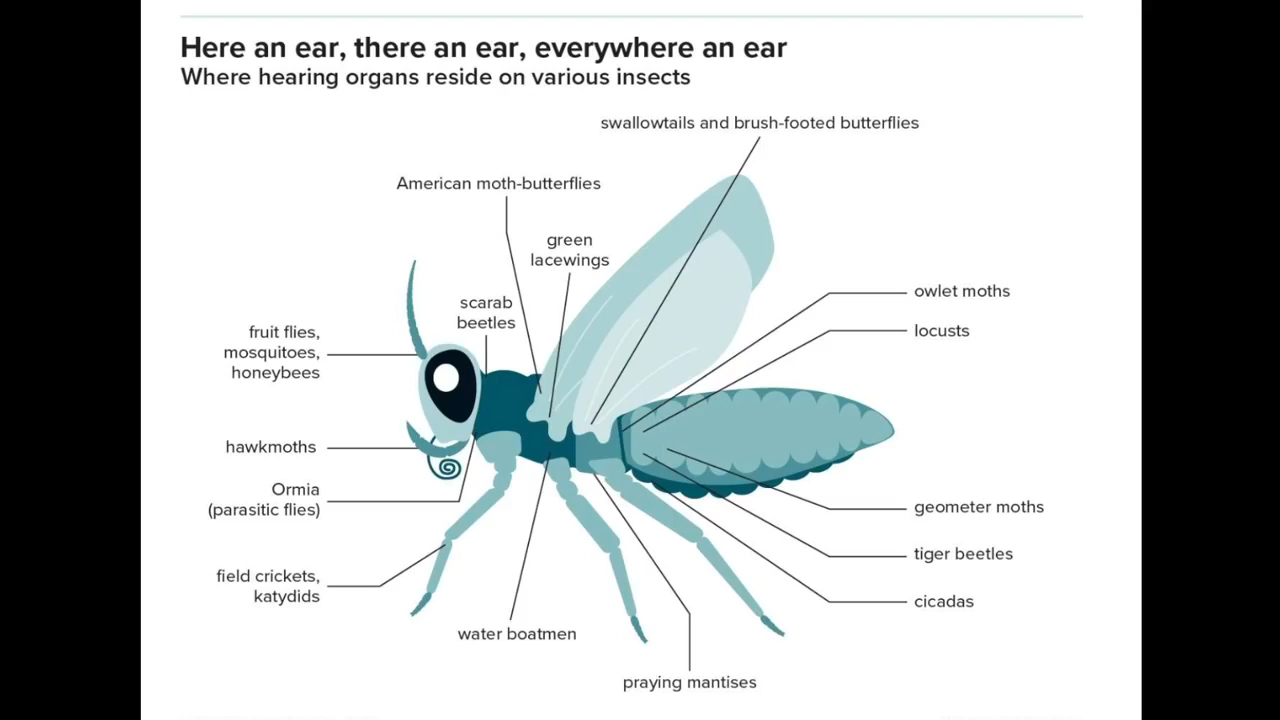 Here an ear, there an ear, everywhere an ear
Where hearing organs reside on various insects
swallowtails and brush-footed butterflies
American moth-butterflies
green
lacewings
scarab
beetles
fruit flies,
mosquitoes,
honeybees
hawkmoths
Ormia
(parasitic flies)
field crickets,
katydids
water boatmen
praying mantises
owlet moths
locusts
geometer moths
tiger beetles
cicadas